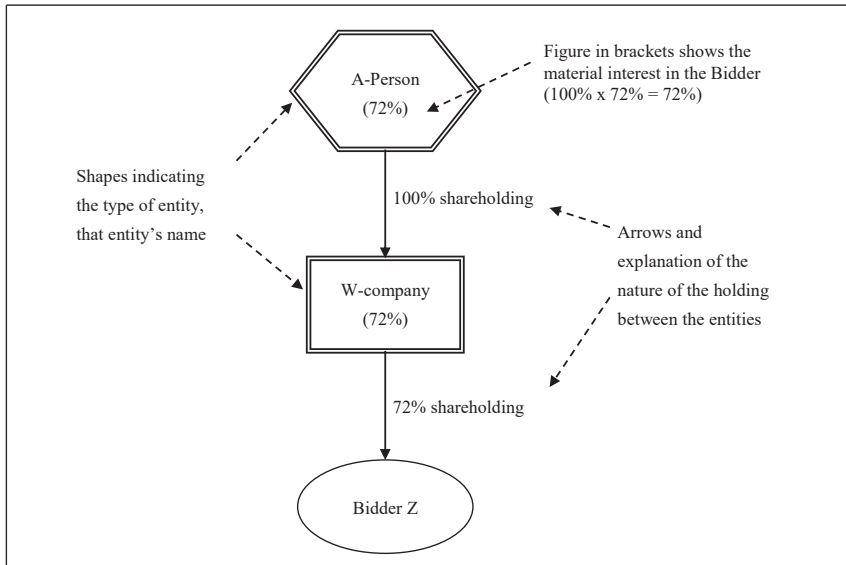 A-Person
(72%)
Figure in brackets shows the
material interest in the Bidder
(100% x 72% = 72%)
Shapes indicating
the type of entity,
that entity’s name
100% shareholding
Arrows and
explanation of the
nature of the holding
between the entities
W-company
(72%)
72% shareholding
Bidder Z